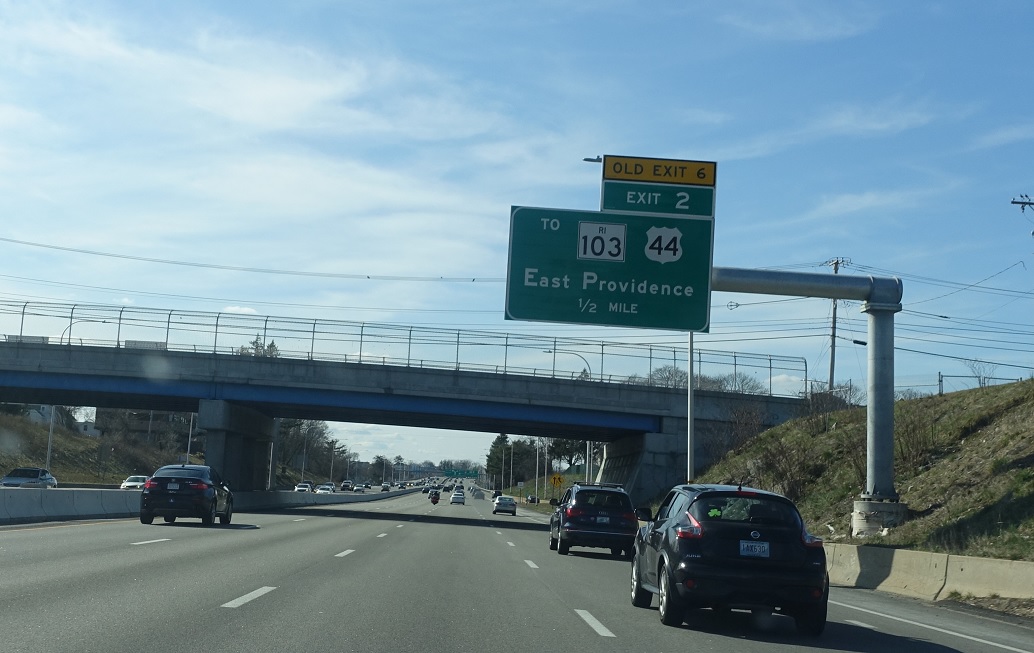 OLD EXIT 6
EXIT 2
TO RI 103 44
East Providence
1/2 MILE